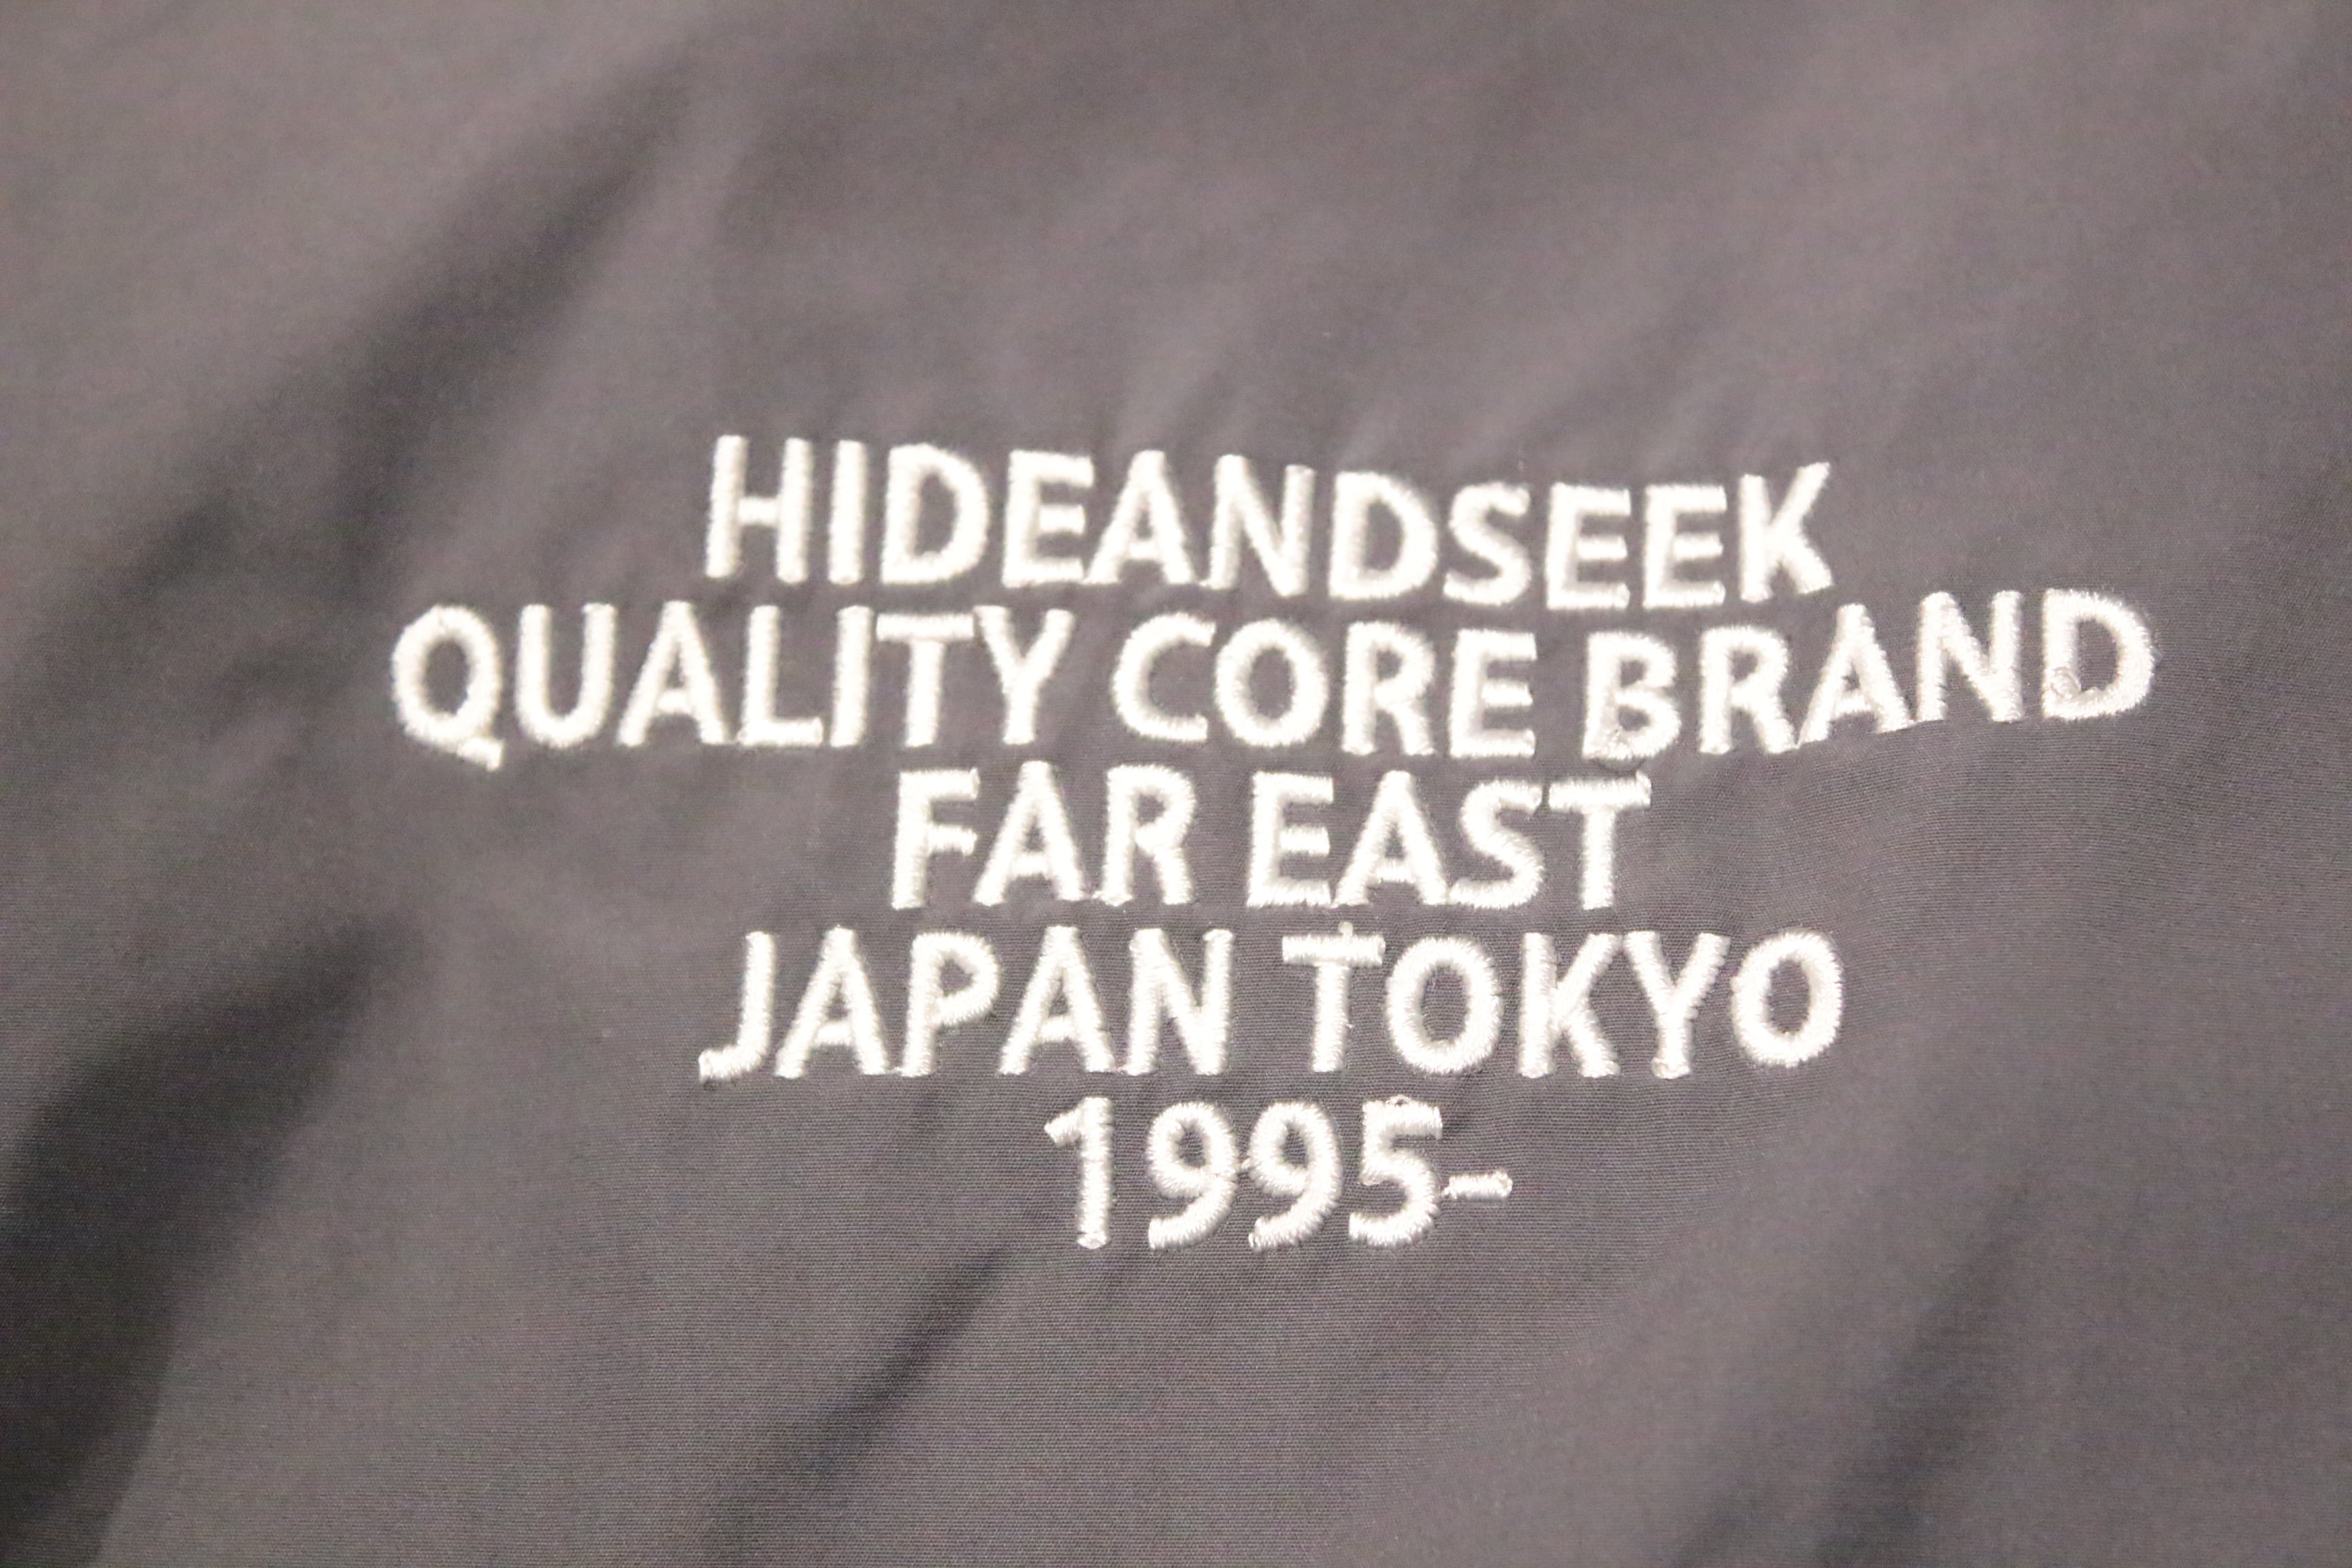 HIDEANDSEEK
QUALITY CORE BRAND
FAR EAST
JAPAN TOKYO
1995-